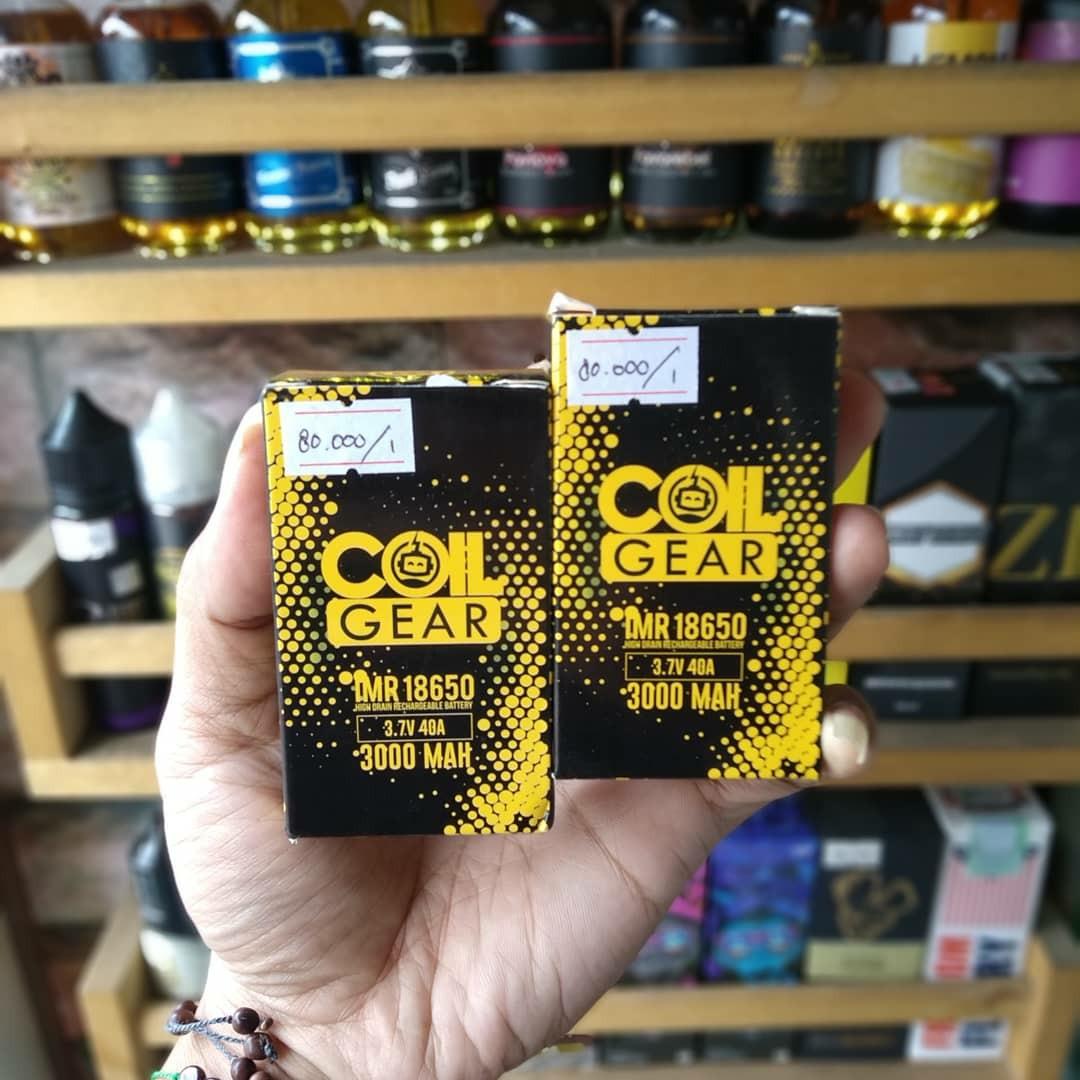 80.000/1
COIL
GEAR
IMR 18650
HIGH DRAIN RECHARGEABLE BATTERY
3.7V 40A
3000 MAH
80.000/1
COIL
GEAR
IMR 18650
HIGH DRAIN RECHARGEABLE BATTERY
3.7V 40A
3000 MAH